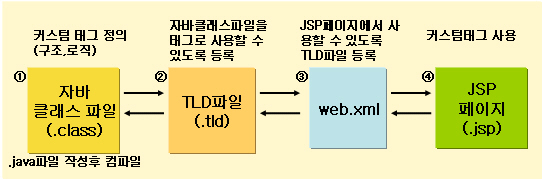 커스텀 태그 정의
(구조,로직)
자바클래스파일을
태그로 사용할 수
있도록 등록
JSP페이지에서 사
용할 수 있도록
TLD파일 등록
커스텀태그 사용
①
자바
클래스 파일
(.class)
②
TLD파일
(.tld)
③
web.xml
④
JSP
페이지
(.jsp)
.java파일 작성후 컴파일